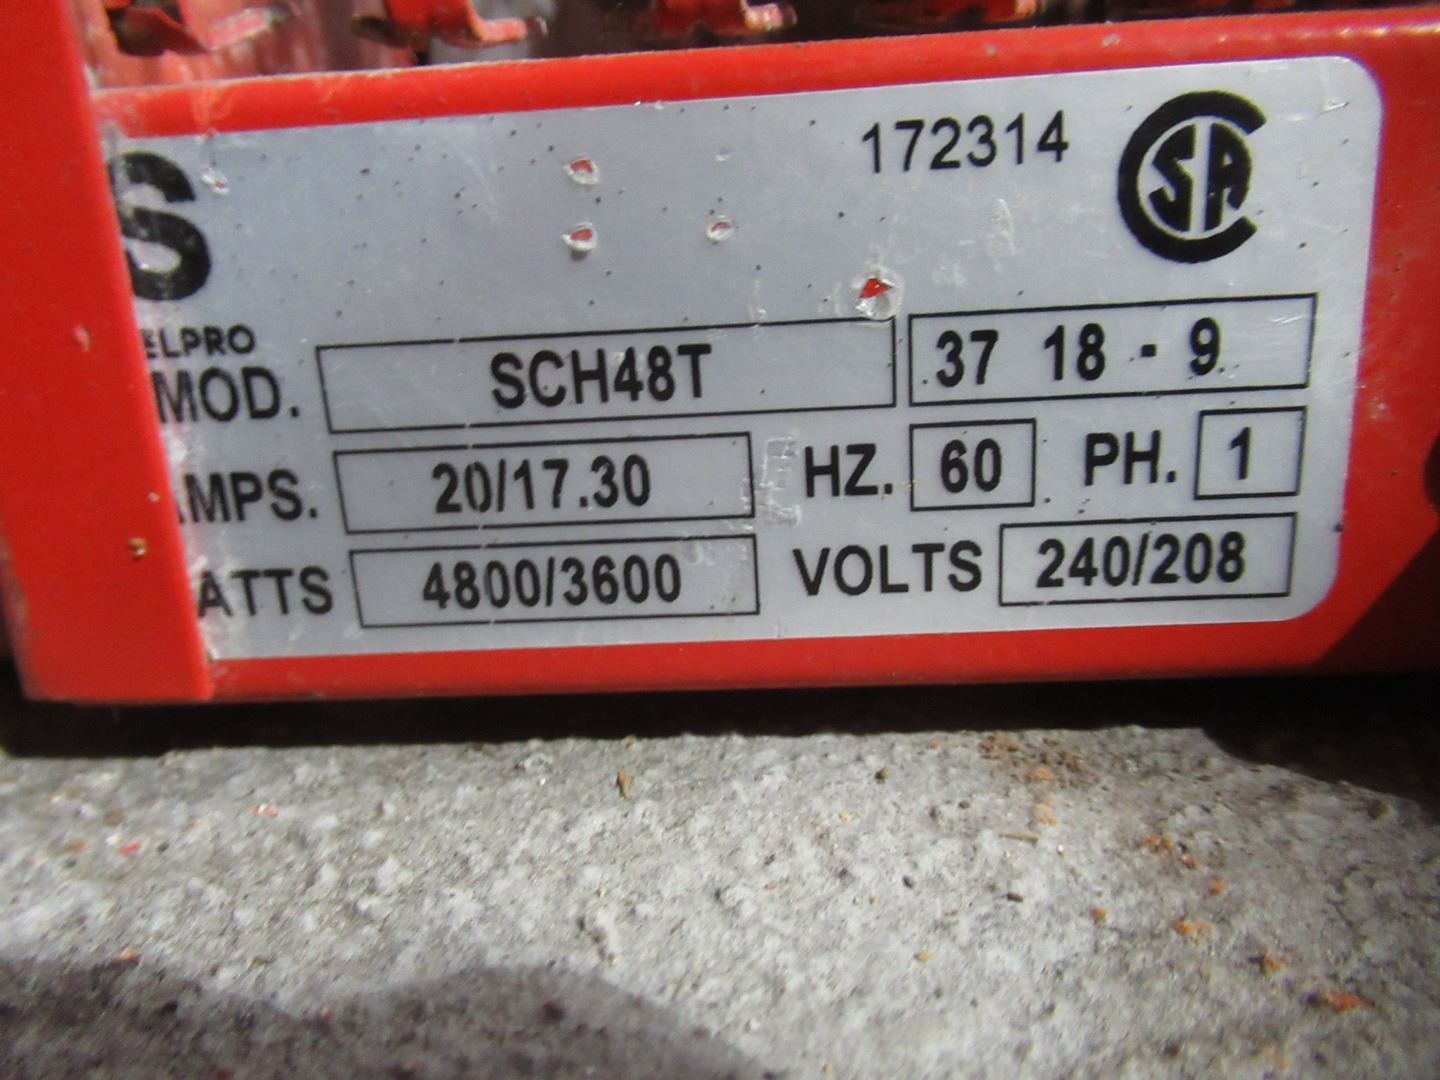 172314
CSA
S
ELPRO
MOD. SCH48T 37 18 - 9
MPS. 20/17.30 HZ. 60 PH. 1
ATTS 4800/3600 VOLTS 240/208